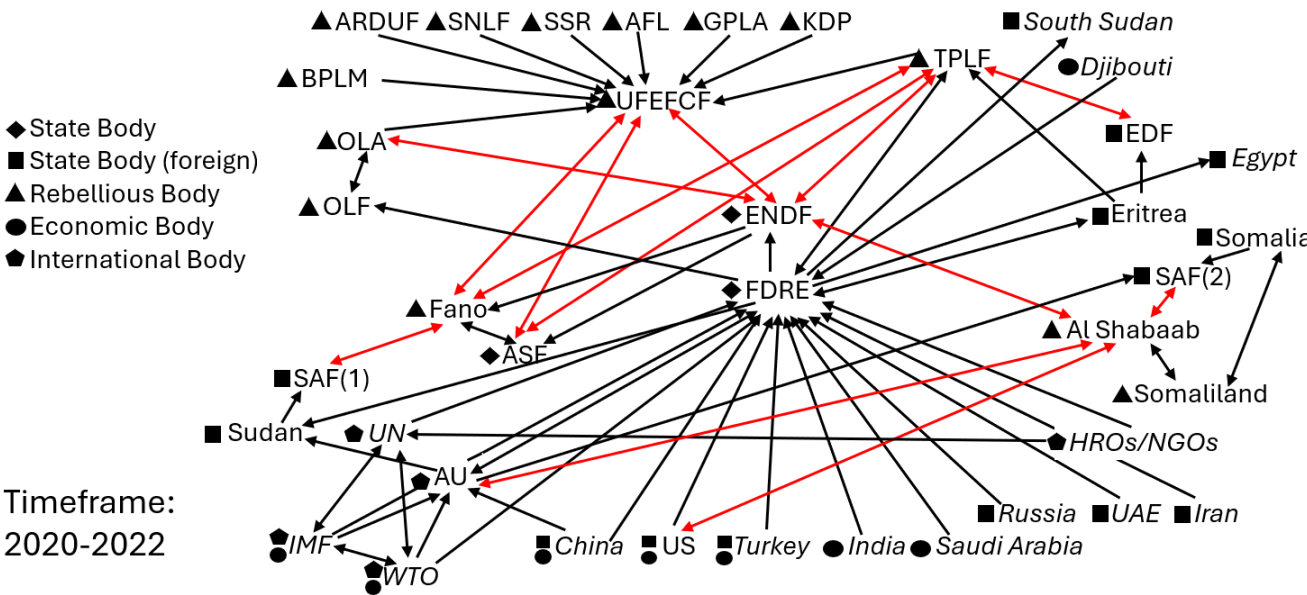 ARDUF SNLF SSR AFL GPLA KDP South Sudan
BPLM TPLF Djibouti
UFEFCF
State Body OLA EDF
State Body (foreign) Egypt
Rebellious Body OLF ENDF Eritrea
Economic Body Somalia
International Body SAF(2)
FDRE
Fano Al Shabaab
ASF
SAF(1) Somaliland
Sudan UN HROs/NGOs
AU
Timeframe: Russia UAE Iran
2020-2022 IMF China US Turkey India Saudi Arabia
WTO